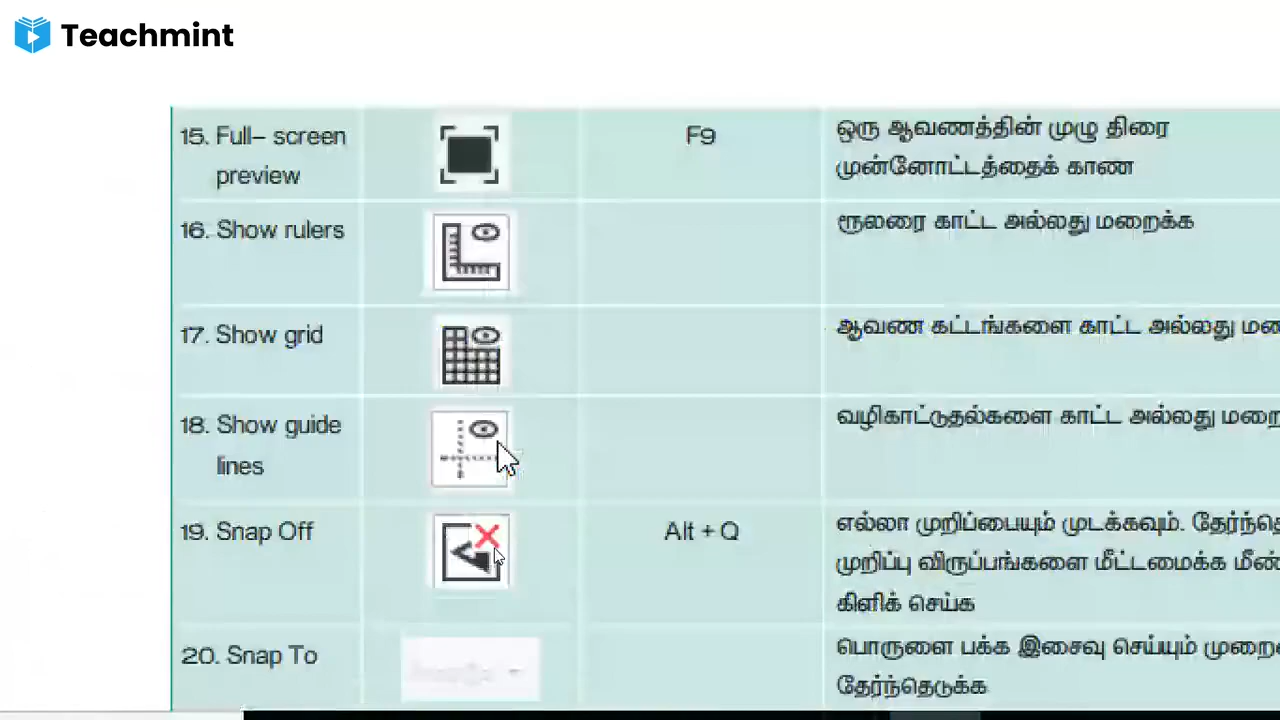 Teachmint
15. Full– screen
preview
F9
ஒரு ஆவணத்தின் முழு திரை
முன்னோட்டத்தைக் காண
16. Show rulers
ரூலரை காட்ட அல்லது மறைக்க
17. Show grid
ஆவண கட்டங்களை காட்ட அல்லது
18. Show guide
lines
வழிகாட்டுதல்களை காட்ட அல்லது
19. Snap Off
Alt + Q
எல்லா முறிப்பையும் முடக்கவும்.
முறிப்பு விருப்பங்களை மீட்டமைக்க
கிளிக் செய்க
20. Snap To
பொருளை பக்க இசைவு செய்யும்
தேர்ந்தெடுக்க